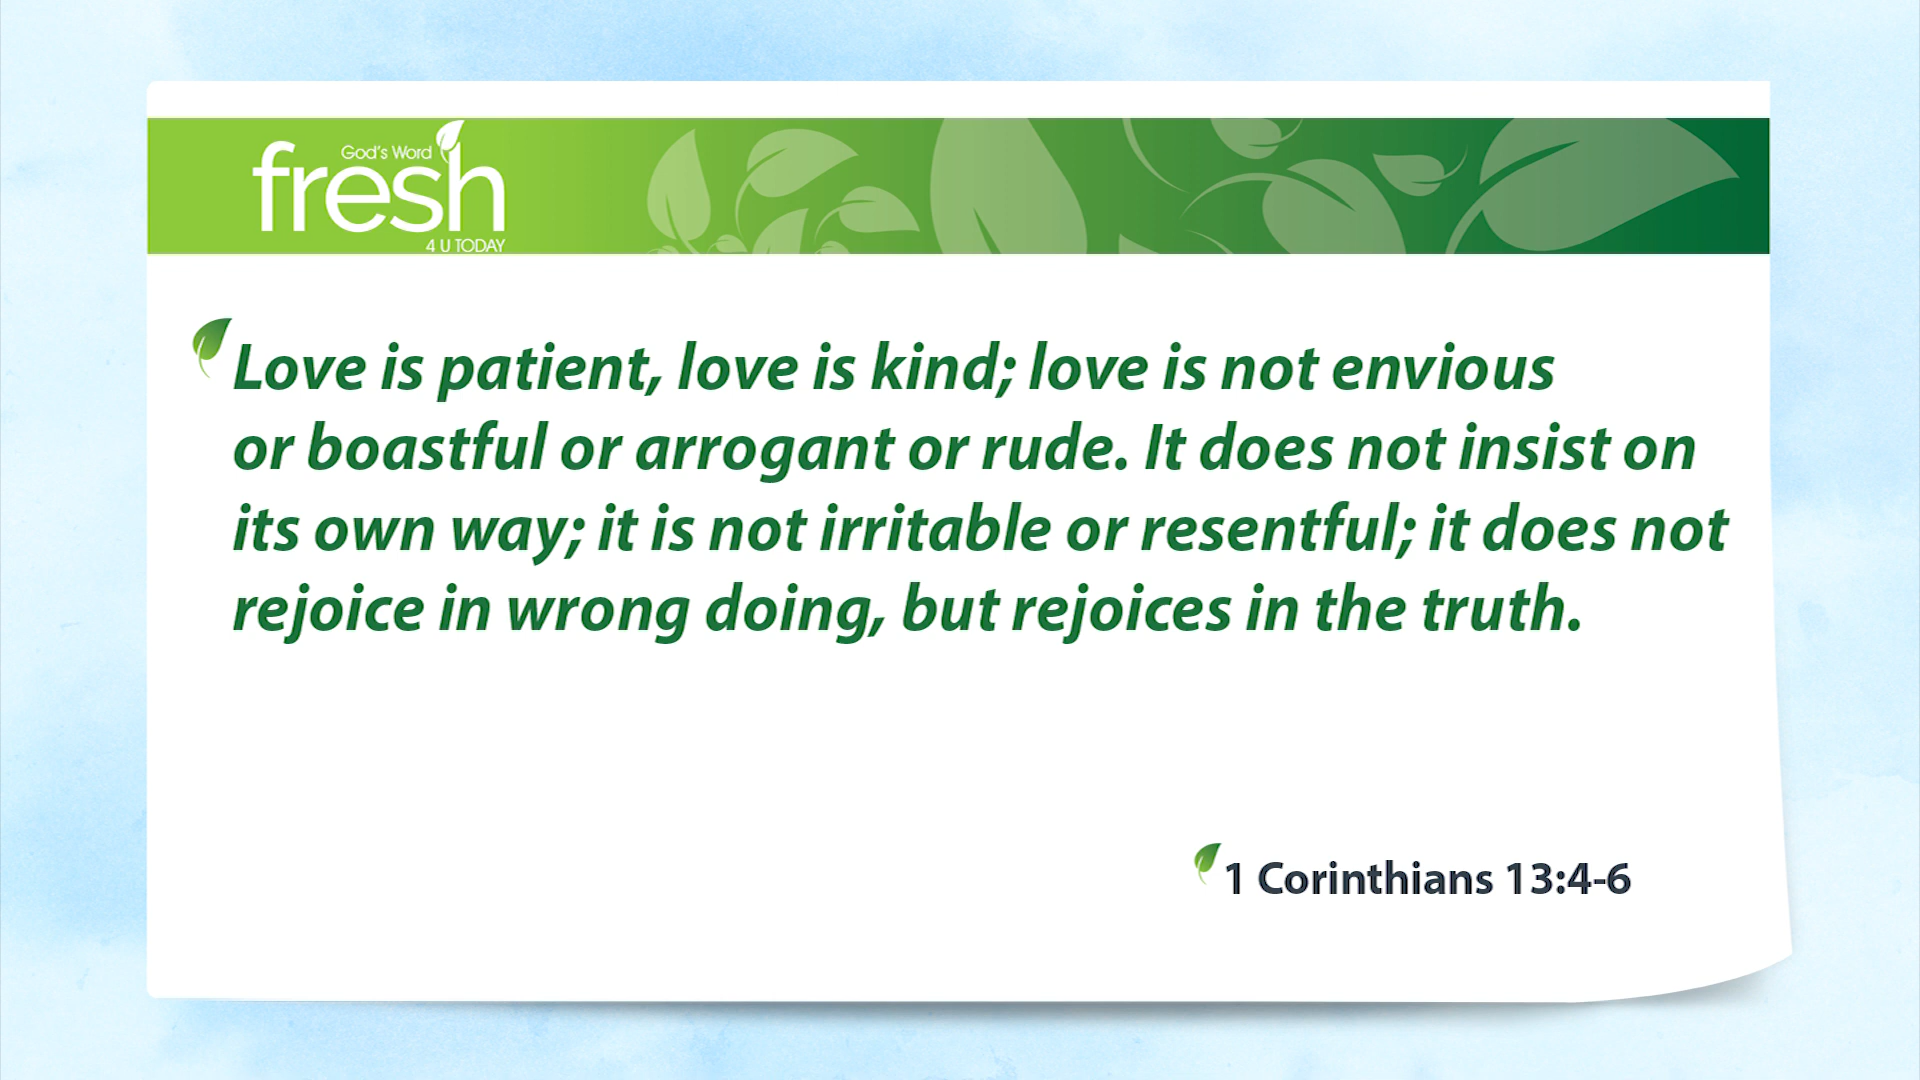 God's Word
fresh
4 U TODAY
Love is patient, love is kind; love is not envious
or boastful or arrogant or rude. It does not insist on
its own way; it is not irritable or resentful; it does not
rejoice in wrong doing, but rejoices in the truth.
1 Corinthians 13:4-6